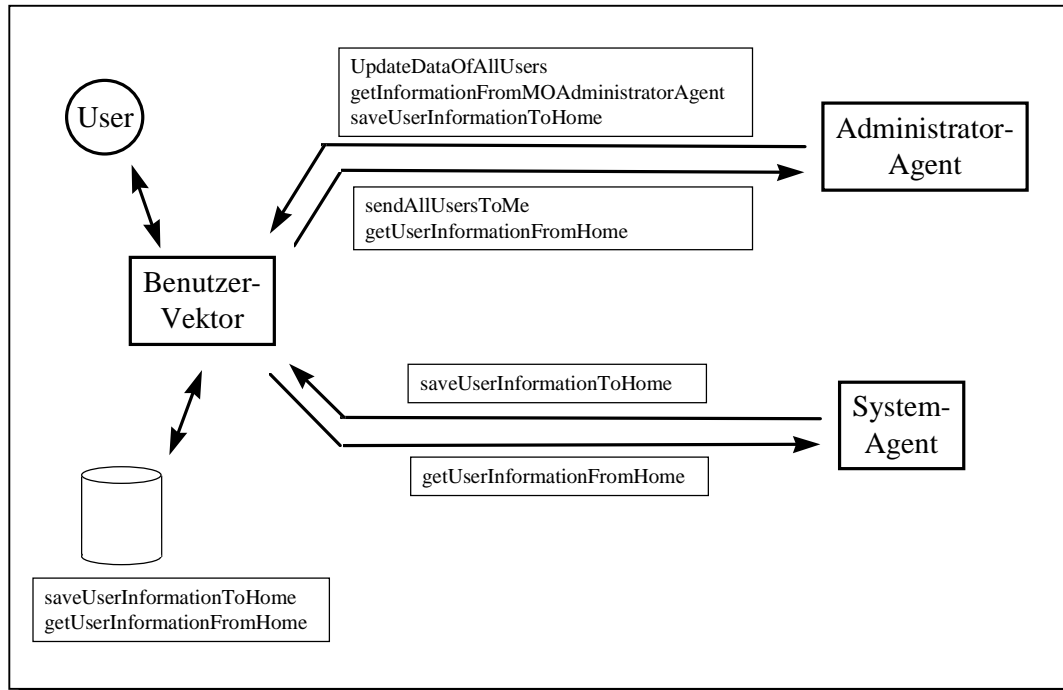 User
UpdateDataOfAllUsers
getInformationFromMOAdministratorAgent
saveUserInformationToHome
Administrator-
Agent
sendAllUsersToMe
getUserInformationFromHome
Benutzer-
Vektor
saveUserInformationToHome
System-
Agent
getUserInformationFromHome
saveUserInformationToHome
getUserInformationFromHome